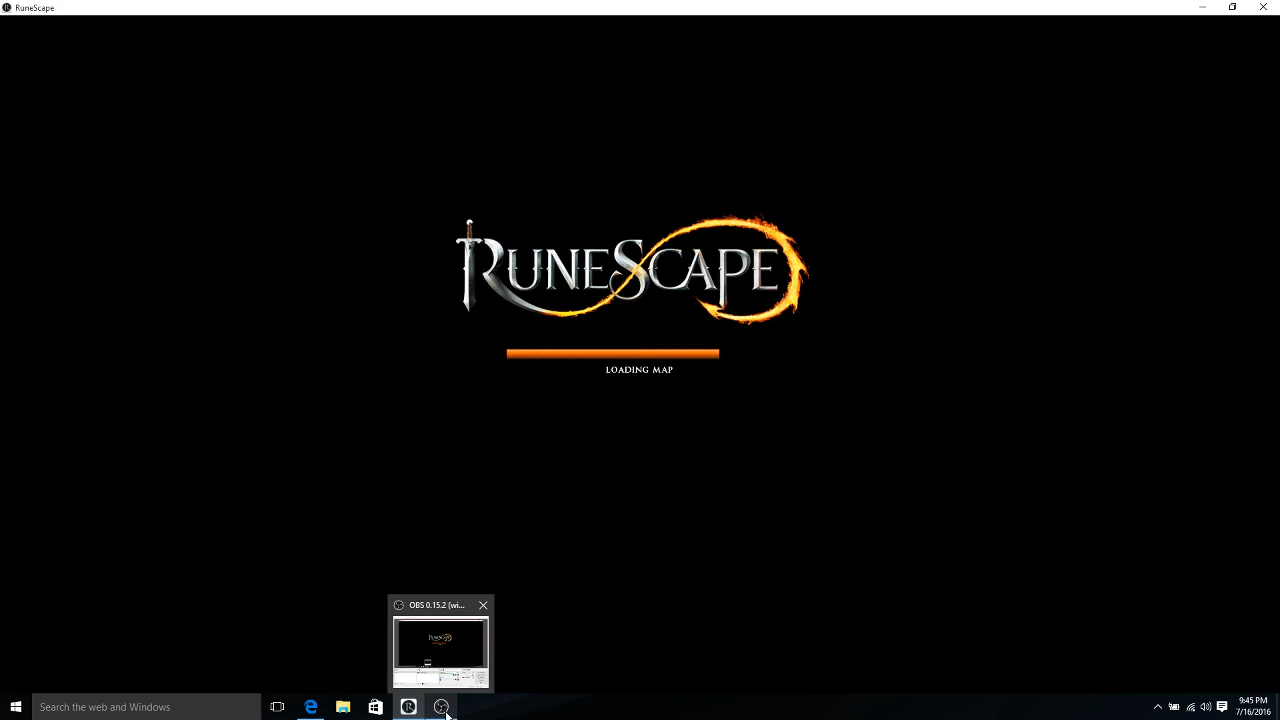 RuneScape
RUNESCAPE
LOADING MAP
OBS 0.15.2 (wi...
Search the web and Windows
9:45 PM
7/16/2016